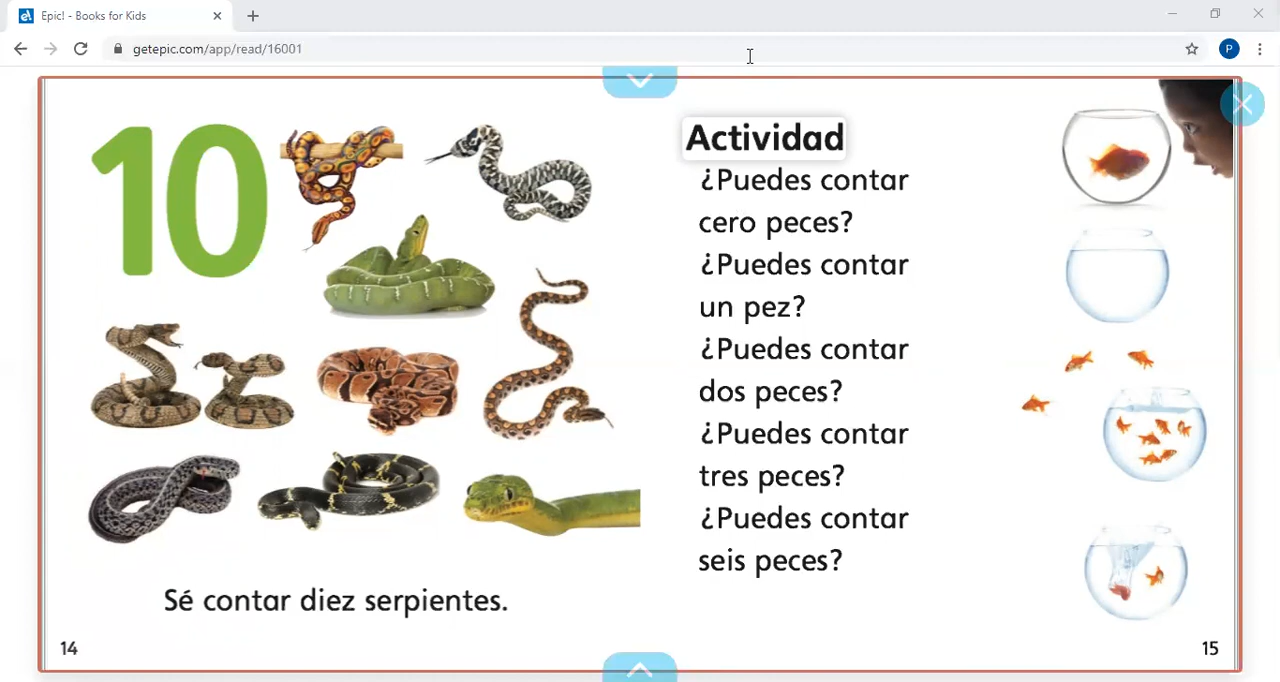 Epic! - Books for Kids
getepic.com/app/read/16001
P
10
Sé contar diez serpientes.
14
Actividad
¿Puedes contar
cero peces?
¿Puedes contar
un pez?
¿Puedes contar
dos peces?
¿Puedes contar
tres peces?
¿Puedes contar
seis peces?
15